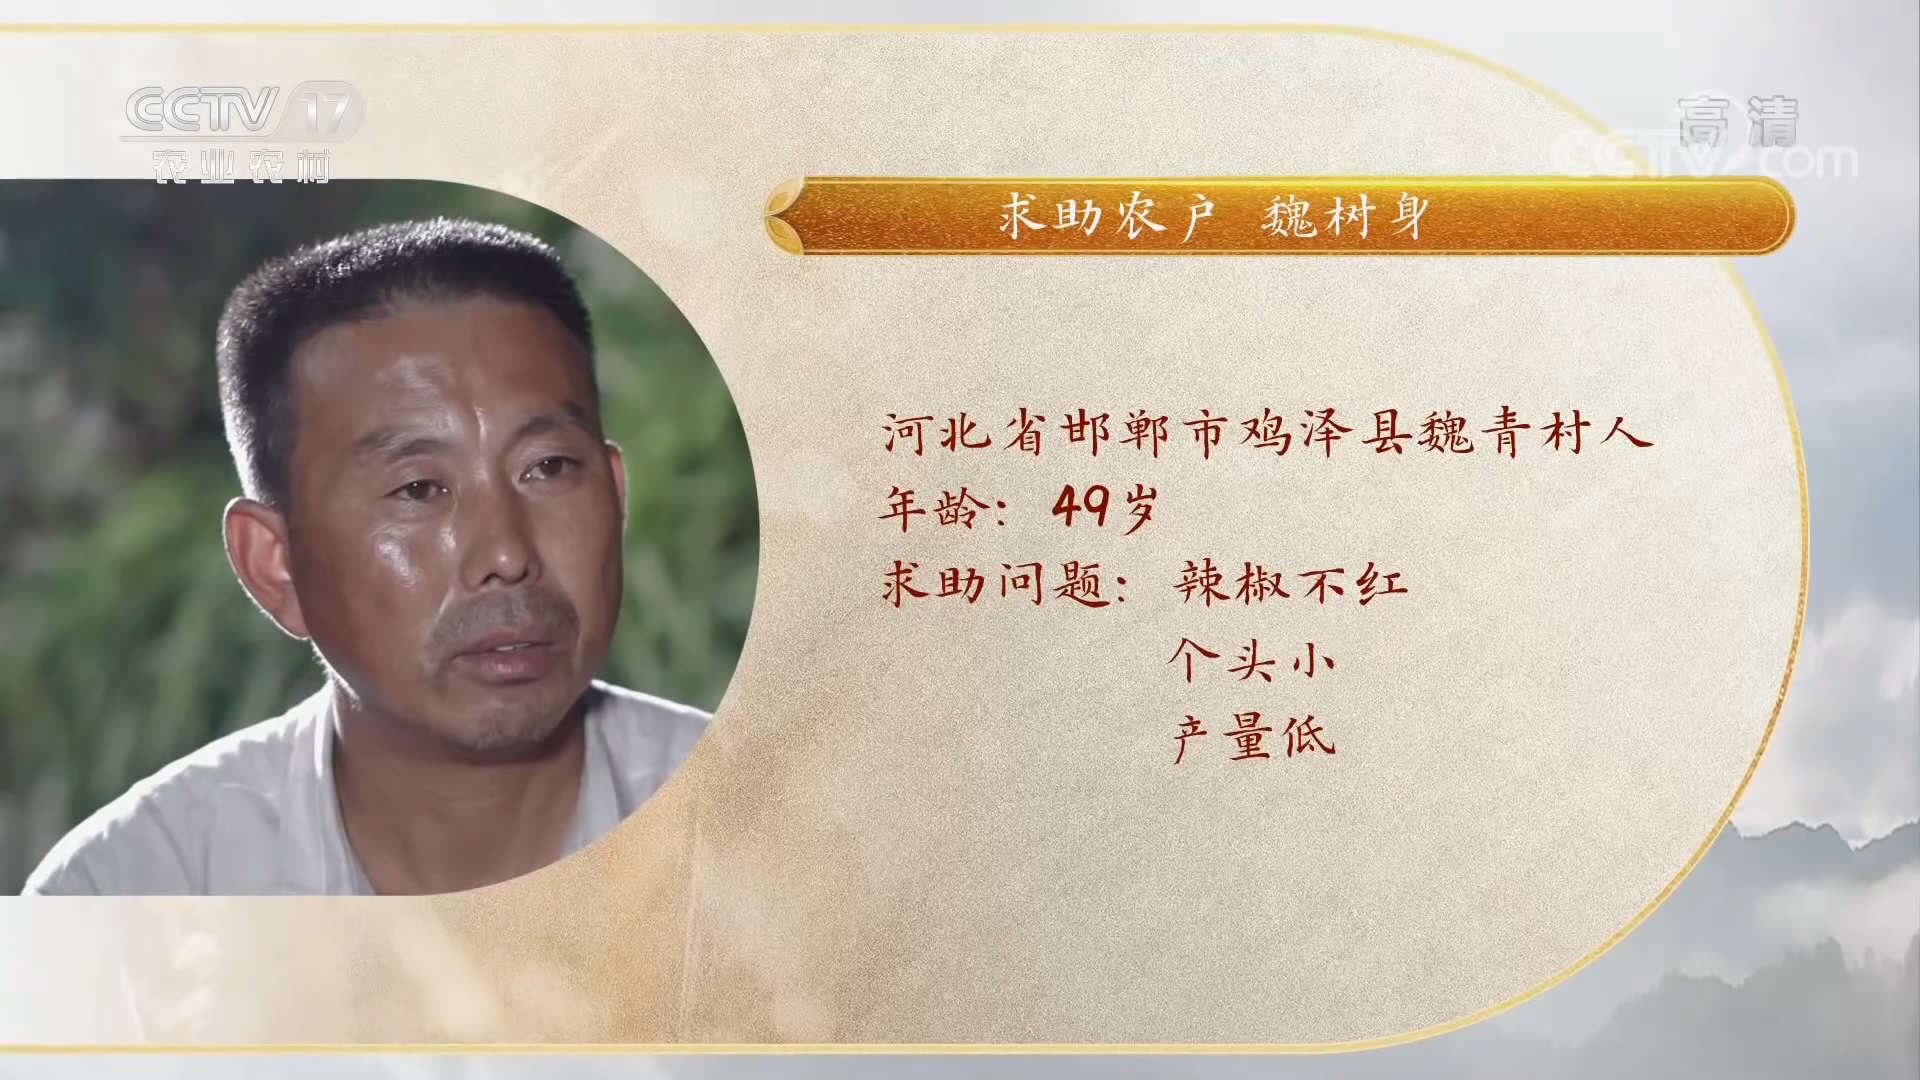 CCTV 17
农业农村
高清
CCTV.com
求助农户 魏树身
河北省邯郸市鸡泽县魏青村人
年龄：49岁
求助问题：辣椒不红
个头小
产量低